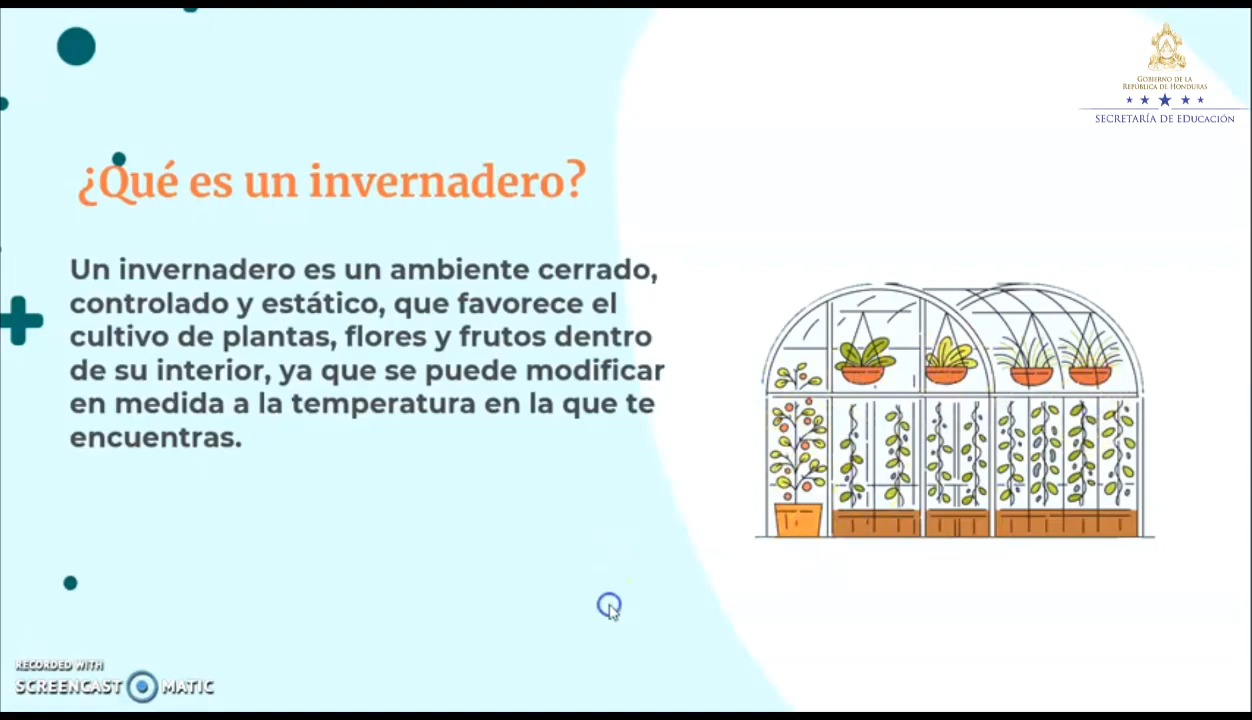 GOBIERNO DE LA
REPÚBLICA DE HONDURAS
SECRETARÍA DE EDUCACIÓN
¿Qué es un invernadero?
Un invernadero es un ambiente cerrado,
controlado y estático, que favorece el
cultivo de plantas, flores y frutos dentro
de su interior, ya que se puede modificar
en medida a la temperatura en la que te
encuentras.
RECORDED WITH
SCREENCAST MATIC